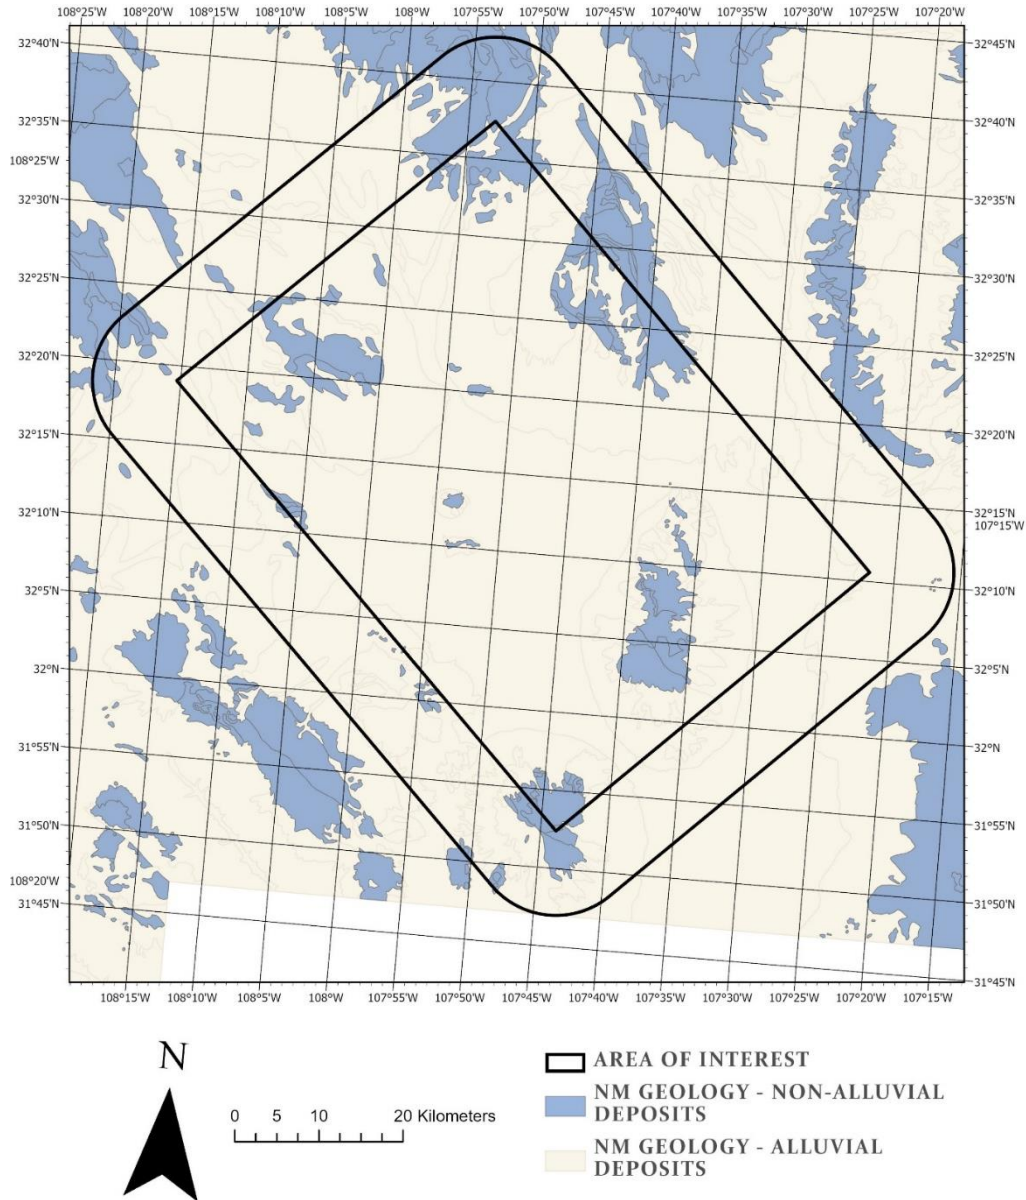 108°25'W 108°20'W 108°15'W 108°10'W 108°5'W 108°W 107°55'W 107°50'W 107°45'W 107°40'W 107°35'W 107°30'W 107°25'W 107°20'W
32°40'N 32°45'N
32°35'N 32°40'N
108°25'W
32°30'N 32°35'N
32°25'N 32°30'N
32°20'N 32°25'N
32°15'N 32°20'N
32°10'N 32°15'N
107°15'W
32°5'N 32°10'N
32°N 32°5'N
31°55'N 32°N
31°50'N 31°55'N
108°20'W
31°45'N 31°50'N
31°45'N
108°15'W 108°10'W 108°5'W 108°W 107°55'W 107°50'W 107°45'W 107°40'W 107°35'W 107°30'W 107°25'W 107°20'W 107°15'W
N
0 5 10 20 Kilometers
AREA OF INTEREST
NM GEOLOGY - NON-ALLUVIAL
DEPOSITS
NM GEOLOGY - ALLUVIAL
DEPOSITS